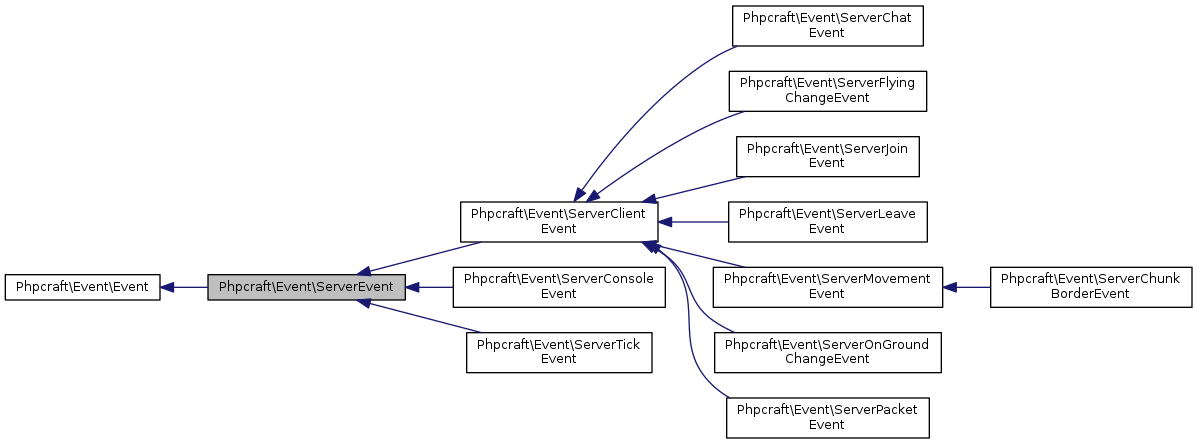 Phpcraft\Event\ServerChat
Event
Phpcraft\Event\ServerFlying
ChangeEvent
Phpcraft\Event\ServerJoin
Event
Phpcraft\Event\ServerClient
Event
Phpcraft\Event\ServerLeave
Event
Phpcraft\Event\Event
Phpcraft\Event\ServerEvent
Phpcraft\Event\ServerConsole
Event
Phpcraft\Event\ServerMovement
Event
Phpcraft\Event\ServerChunk
BorderEvent
Phpcraft\Event\ServerTick
Event
Phpcraft\Event\ServerOnGround
ChangeEvent
Phpcraft\Event\ServerPacket
Event